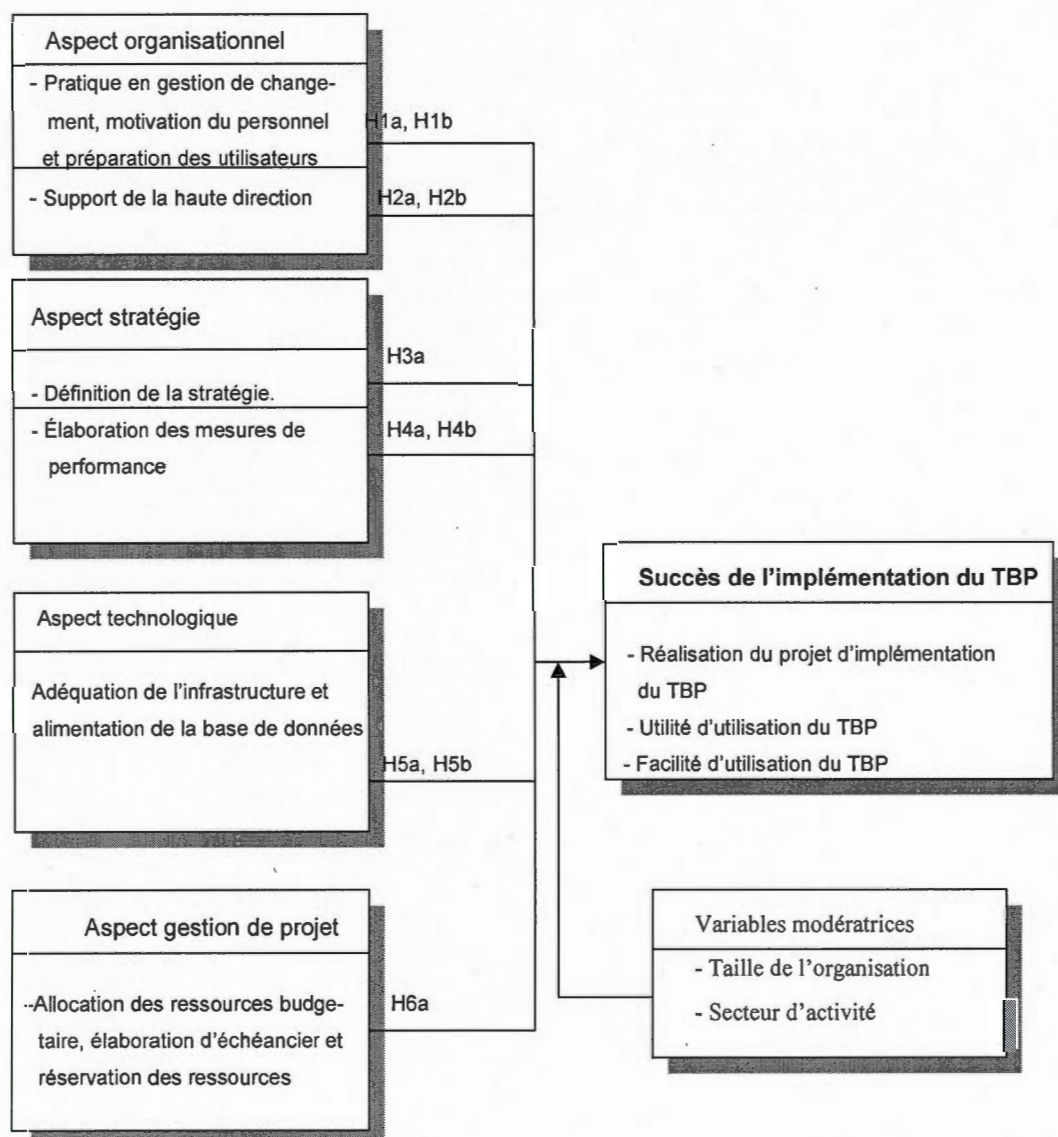 Aspect organisationnel
- Pratique en gestion de change-
ment, motivation du personnel
et préparation des utilisateurs
H1a, H1b
- Support de la haute direction
H2a, H2b
Aspect stratégie
H3a
- Définition de la stratégie.
- Élaboration des mesures de
performance
H4a, H4b
Aspect technologique
Adéquation de l'infrastructure et
alimentation de la base de données
H5a, H5b
Aspect gestion de projet
-Allocation des ressources budge-
taire, élaboration d'échéancier et
réservation des ressources
H6a
Succès de l'implémentation du TBP
- Réalisation du projet d'implémentation
du TBP
- Utilité d'utilisation du TBP
- Facilité d'utilisation du TBP
Variables modératrices
- Taille de l'organisation
- Secteur d'activité